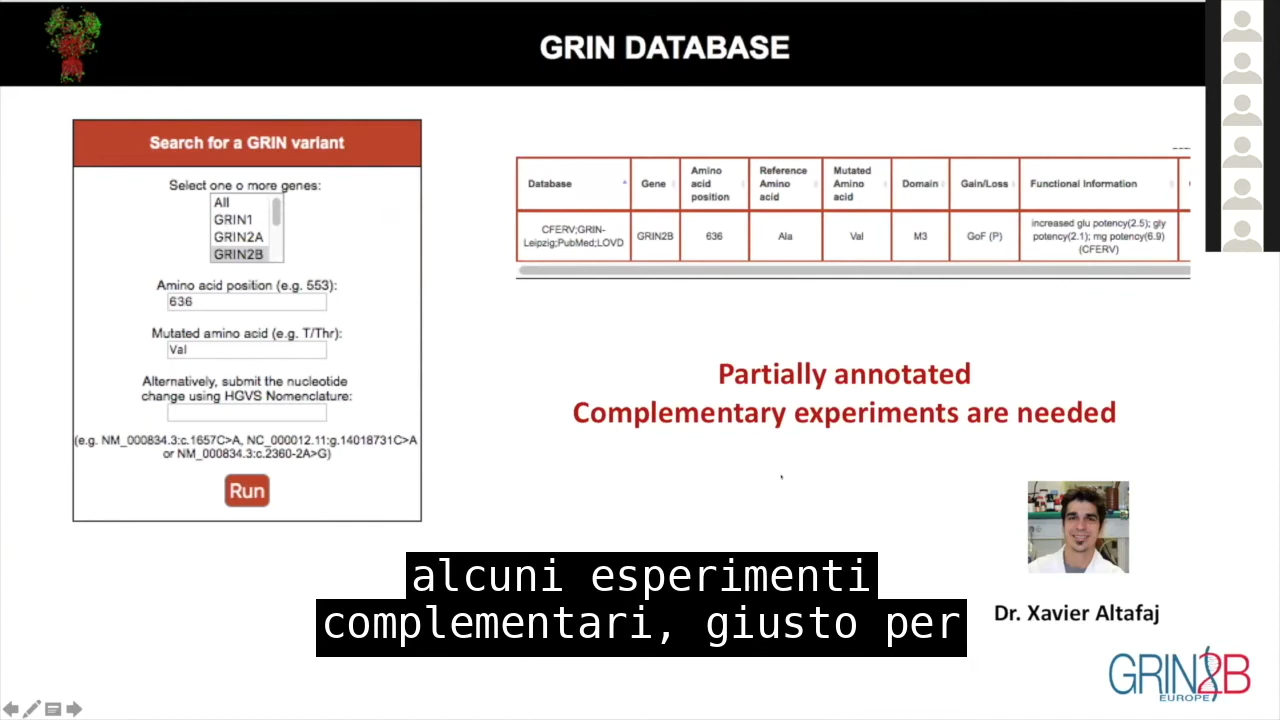 GRIN DATABASE
Search for a GRIN variant
Select one o more genes:
All
GRIN1
GRIN2A
GRIN2B
Amino acid position (e.g. 553):
636
Mutated amino acid (e.g. T/Thr):
Val
Alternatively, submit the nucleotide
change using HGVS Nomenclature:
(e.g. NM_000834.3:c.1657C>A, NC_000012.11:g.14018731C>A
or NM_000834.3:c.2360-2A>G)
Run
Database
Gene
Amino
acid
position
Reference
Amino
acid
Mutated
Amino
acid
Domain
Gain/Loss
Functional Information
CFERV;GRIN-
Leipzig;PubMed;LOVD
GRIN2B
636
Ala
Val
M3
GoF (P)
increased glu potency(2.5); gly
potency(2.1); mg potency(6.9)
(CFERV)
Partially annotated
Complementary experiments are needed
alcuni esperimenti
complementari, giusto per
Dr. Xavier Altafaj
GRIN2B
EUROPE